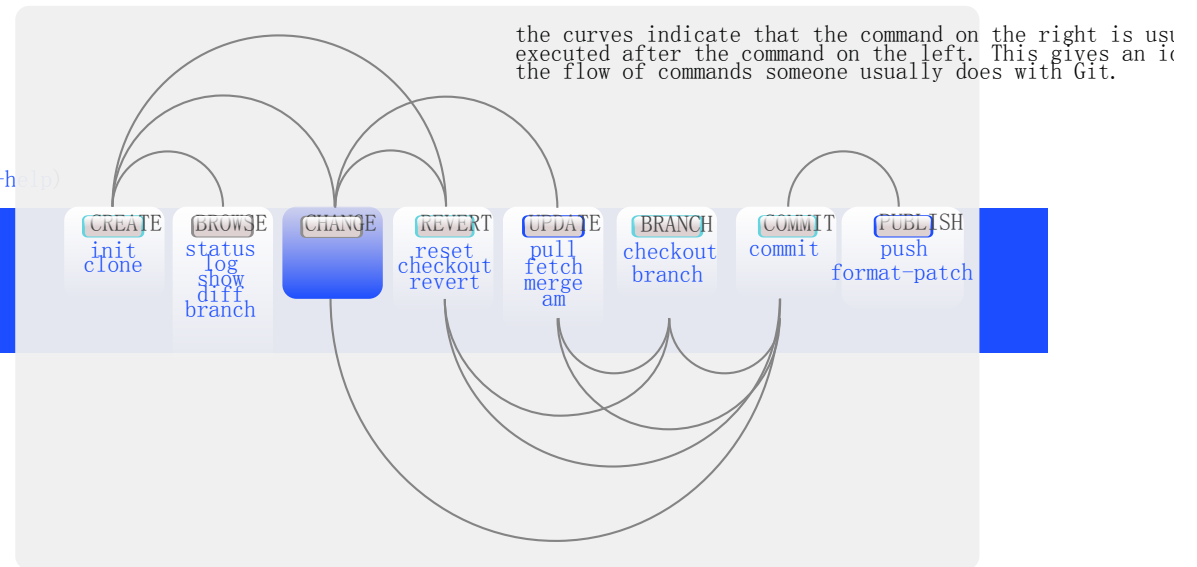 the curves indicate that the command on the right is
executed after the command on the left. This gives an
the flow of commands someone usually does with Git.
-help)
CREATE
init
clone
BROWSE
status
log
show
diff
branch
CHANGE
REVERT
reset
checkout
revert
UPDATE
pull
fetch
merge
am
BRANCH
checkout
branch
COMMIT
commit
PUBLISH
push
format-patch